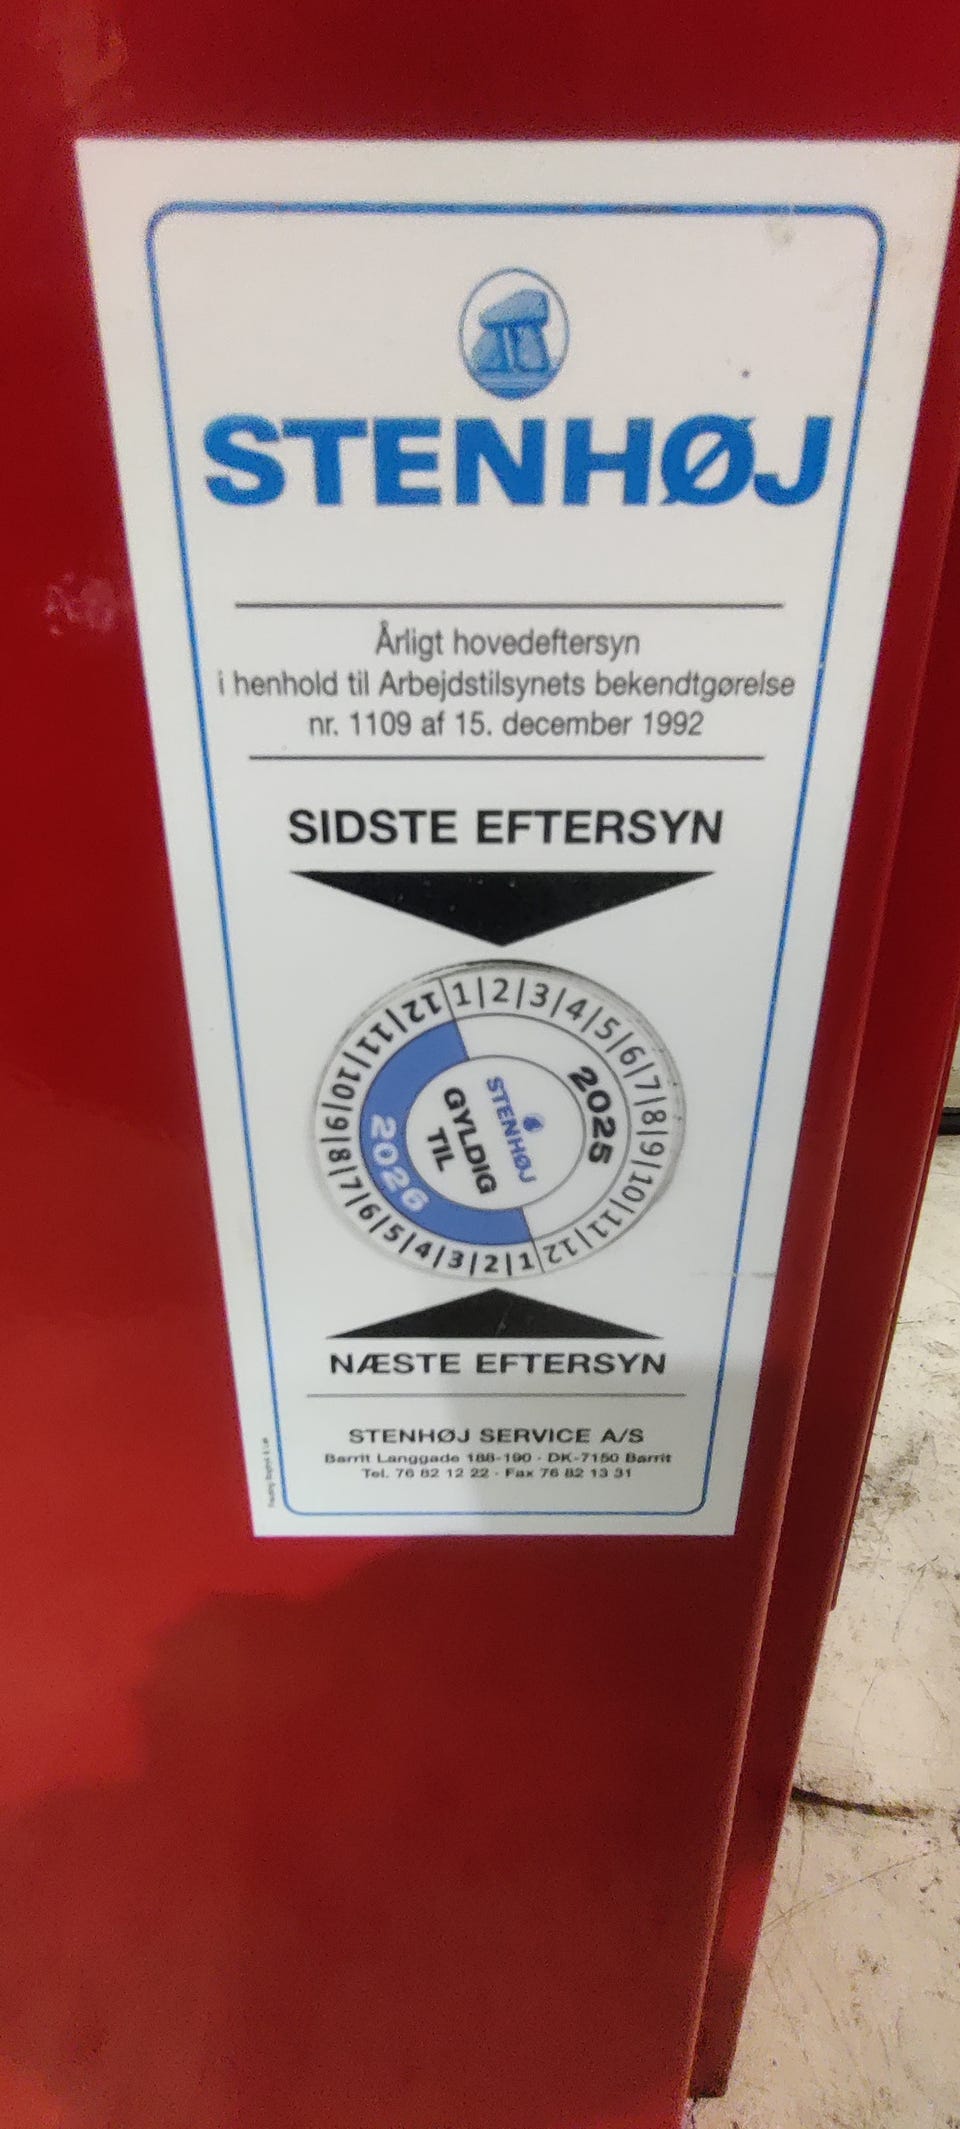 STENHØJ
Årligt hovedeftersyn
i henhold til Arbejdstilsynets bekendtgørelse
nr. 1109 af 15. december 1992
SIDSTE EFTERSYN
1|2|3|4|5|6|7|8|9|10|11|12
2025
STENHØJ
GYLDIG
TIL
2026
1|2|3|4|5|6|7|8|9|10|11|12
NÆSTE EFTERSYN
STENHØJ SERVICE A/S
Barrit Langgade 188-190 · DK-7150 Barrit
Tel. 76 82 12 22 · Fax 76 82 13 31